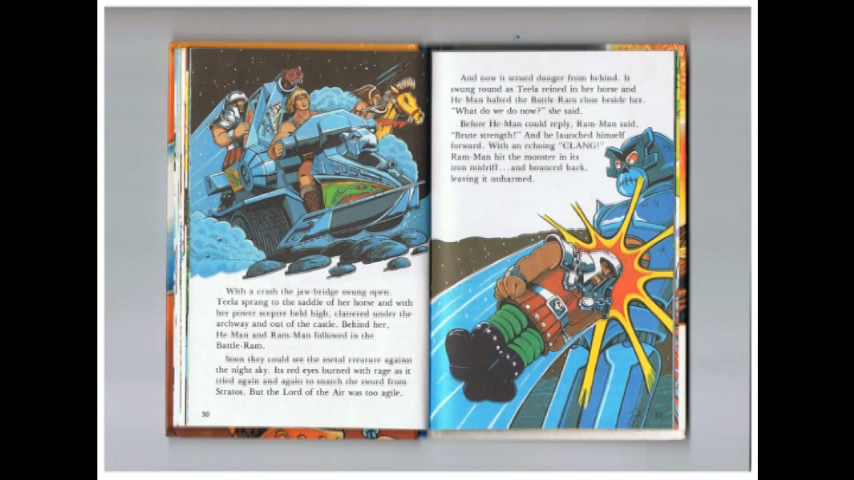 With a crash the jaw-bridge swung open.
Teela sprang to the saddle of her horse and with
her power sceptre held high, clattered under the
archway and out of the castle. Behind her,
He-Man and Ram-Man followed in the
Battle-Ram.
Soon they could see the metal creature against
the night sky. Its red eyes burned with rage as it
tried again and again to snatch the sword from
Stratos. But the Lord of the Air was too agile.
30
And now it sensed danger from behind. It
swung round as Teela reined in her horse and
He-Man halted the Battle Ram close beside her.
"What do we do now?" she said.
Before He-Man could reply, Ram-Man said,
"Brute strength!" And he launched himself
forward. With an echoing "CLANG!"
Ram-Man hit the monster in its
iron midriff...and bounced back,
leaving it unharmed.